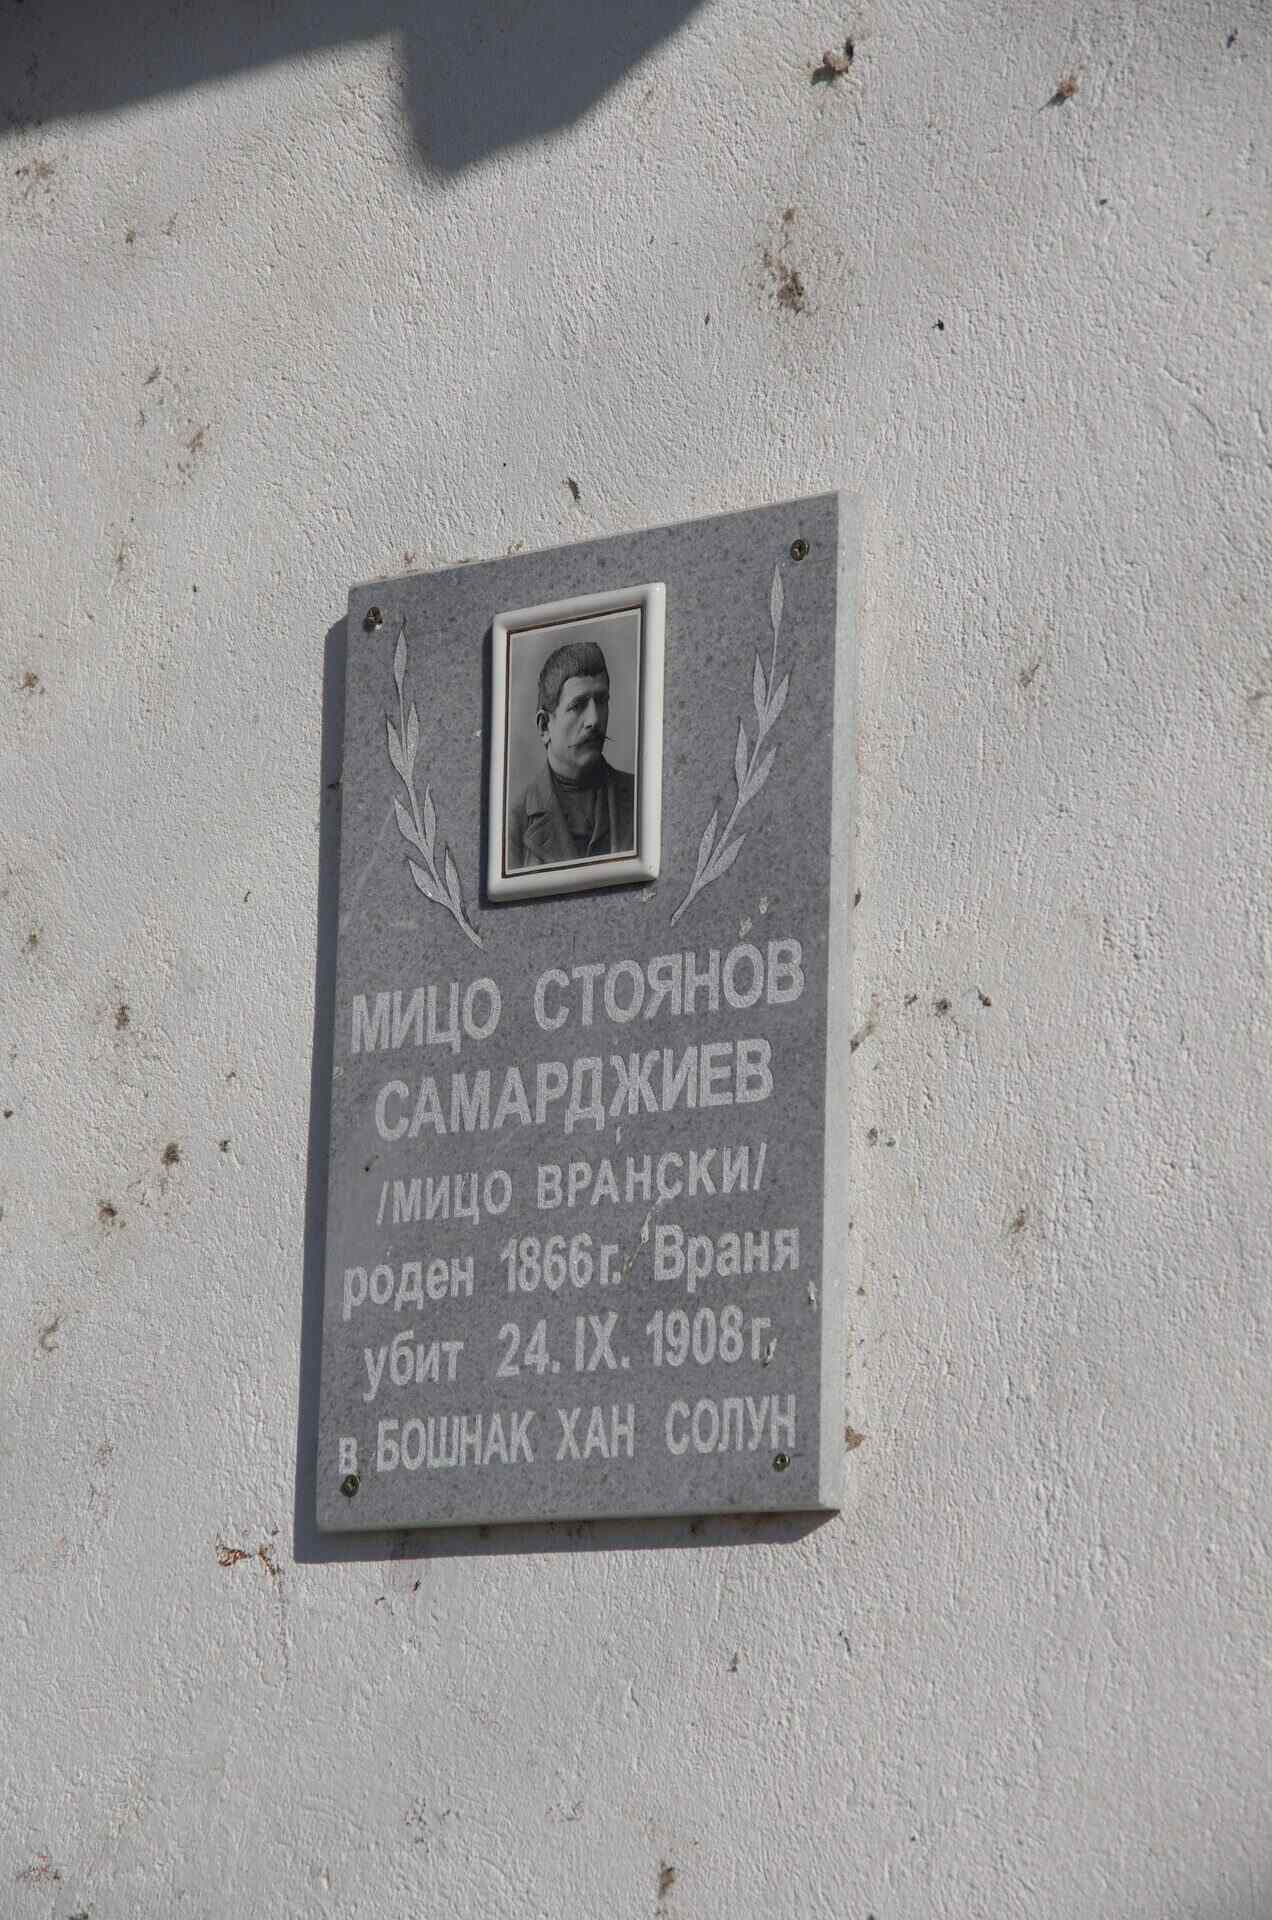 МИЦО СТОЯНОВ
САМАРДЖИЕВ
/МИЦО ВРАНСКИ/
роден 1866г. Враня
убит 24. IX. 1908г.
в БОШНАК ХАН СОЛУН